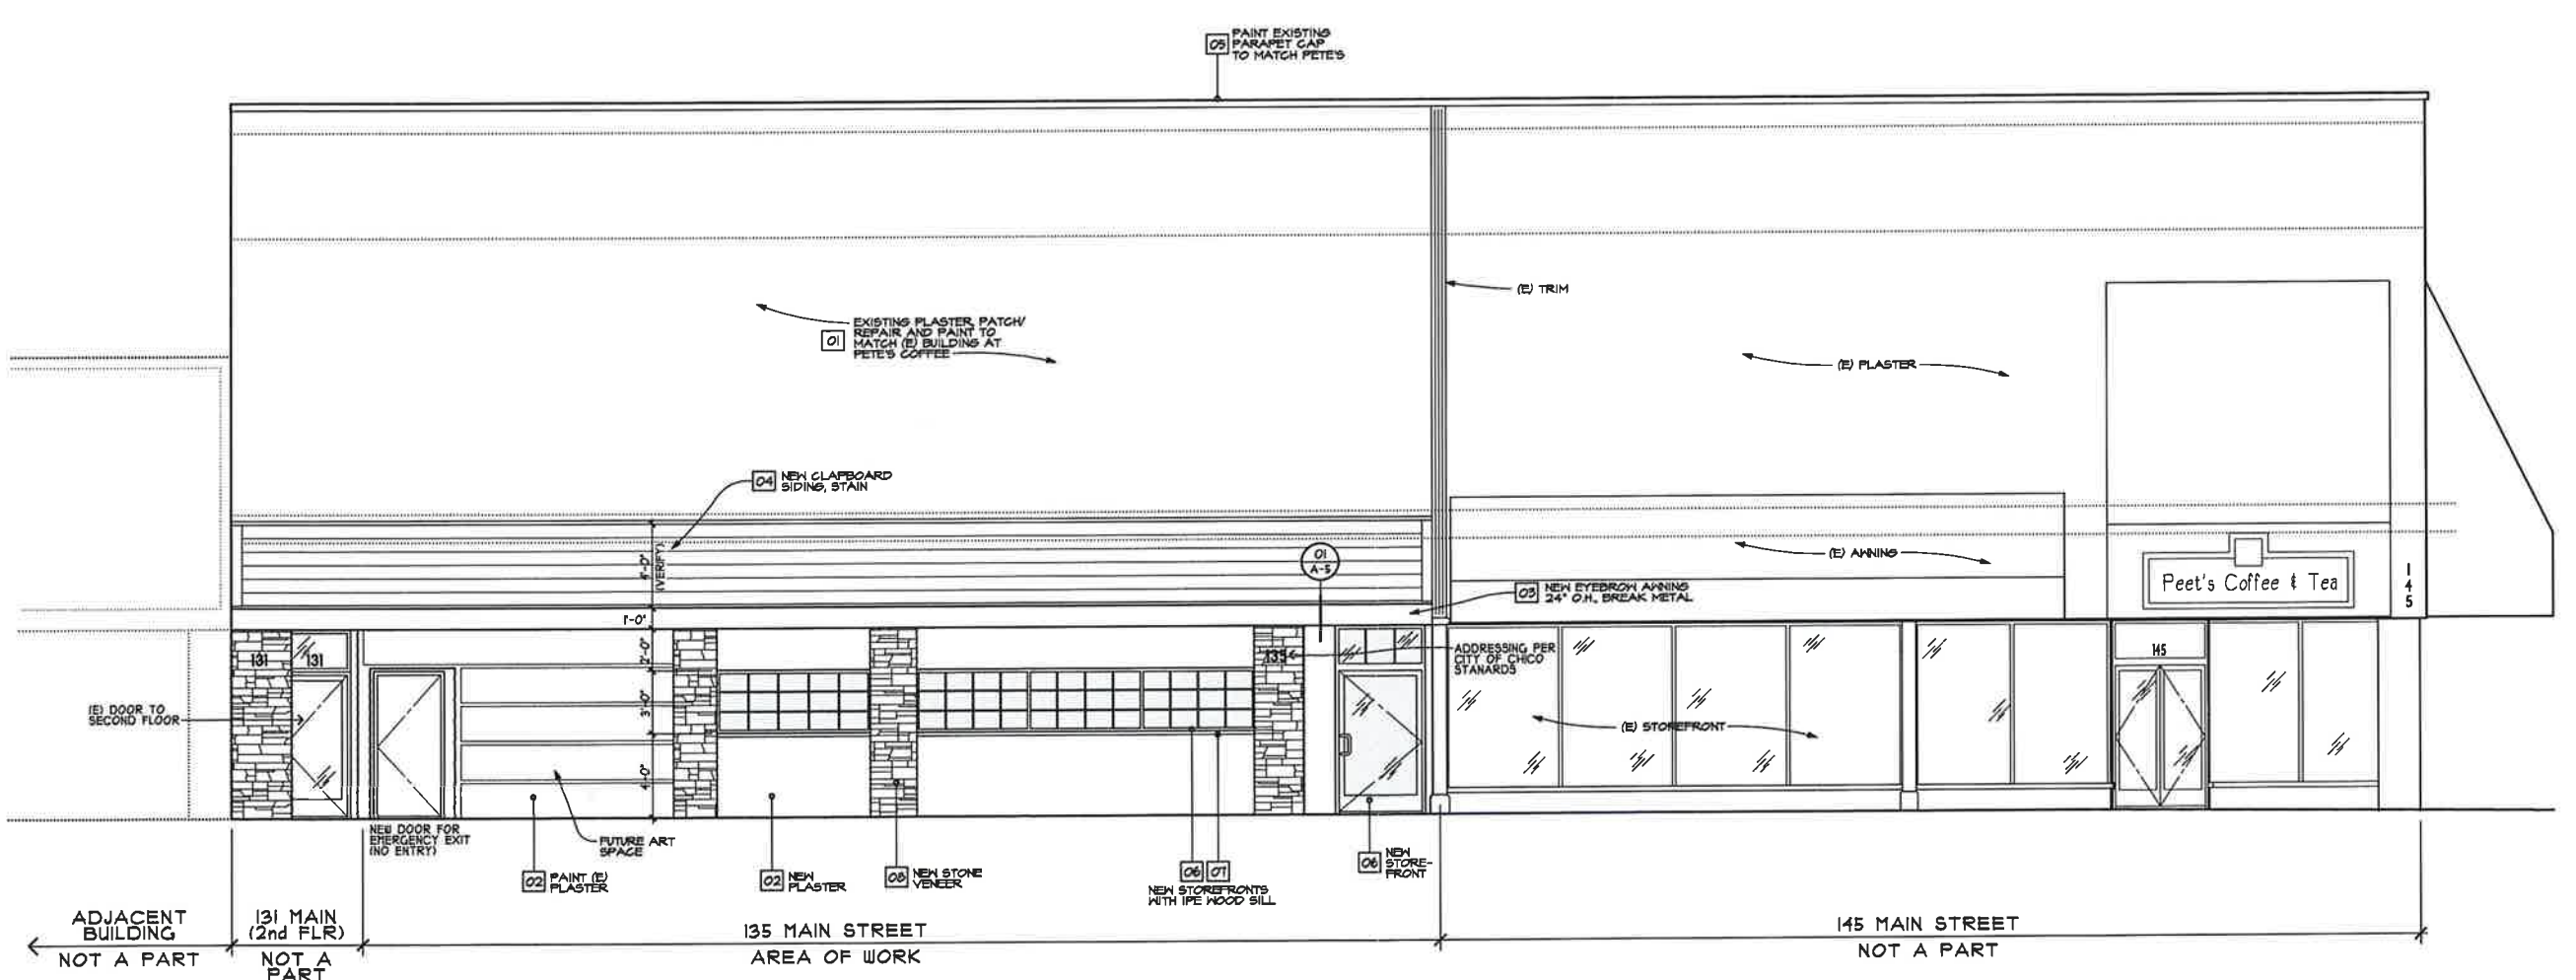 05
PAINT EXISTING
PARAPET CAP
TO MATCH PETE'S
(E) TRIM
01
EXISTING PLASTER, PATCH/
REPAIR AND PAINT TO
MATCH (E) BUILDING AT
PETE'S COFFEE
(E) PLASTER
04
NEW CLAPBOARD
SIDING, STAIN
(VERIFY)
01
A-5
(E) AWNING
03
NEW EYEBROW AWNING
24" O.H., BREAK METAL
Peet's Coffee & Tea
145
1'-0"
131
131
2'-0"
135
ADDRESSING PER
CITY OF CHICO
STANARDS
145
3'-0"
(E) DOOR TO
SECOND FLOOR
(E) STOREFRONT
4'-0"
NEW DOOR FOR
EMERGENCY EXIT
(NO ENTRY)
FUTURE ART
SPACE
02
PAINT (E)
PLASTER
02
NEW
PLASTER
08
NEW STONE
VENEER
06
07
NEW STOREFRONTS
WITH IPE WOOD SILL
06
NEW
STORE-
FRONT
ADJACENT
BUILDING
NOT A PART
131 MAIN
(2nd FLR)
NOT A
PART
135 MAIN STREET
AREA OF WORK
145 MAIN STREET
NOT A PART